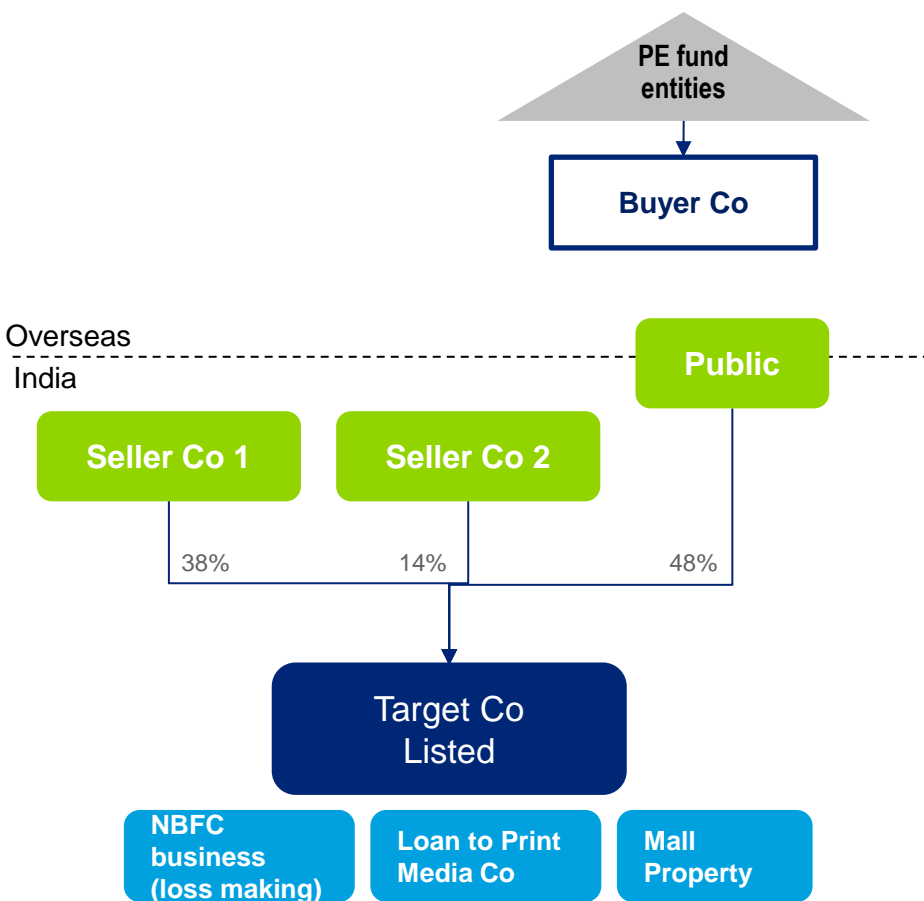 PE fund
entities
Buyer Co
Overseas
India
Public
Seller Co 1
Seller Co 2
38%
14%
48%
Target Co
Listed
NBFC
business
(loss making)
Loan to Print
Media Co
Mall
Property